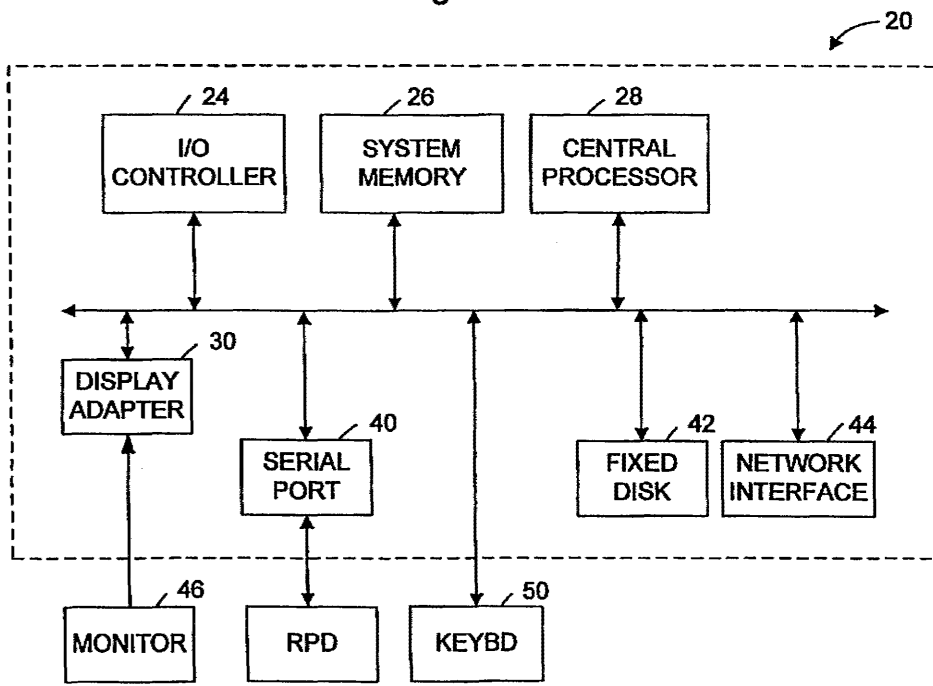 20
24
26
28
I/O
CONTROLLER
SYSTEM
MEMORY
CENTRAL
PROCESSOR
30
DISPLAY
ADAPTER
40
SERIAL
PORT
42
FIXED
DISK
44
NETWORK
INTERFACE
46
MONITOR
RPD
50
KEYBD